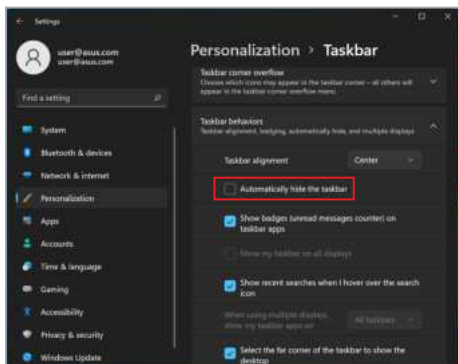 Settings
user@asus.com
user@asus.com
Find a setting
System
Bluetooth & devices
Network & internet
Personalization
Apps
Accounts
Time & language
Gaming
Accessibility
Privacy & security
Windows Update
Personalization > Taskbar
Taskbar corner overflow
Choose which icons may appear in the taskbar corner – all others will
appear in the taskbar corner overflow menu
Taskbar behaviors
Taskbar alignment, badging, automatically hide, and multiple displays
Taskbar alignment
Center
Automatically hide the taskbar
Show badges (unread messages counter) on
taskbar apps
Show my taskbar on all displays
Show recent searches when I hover over the search
icon
When using multiple displays,
show my taskbar apps on
All taskbars
Select the far corner of the taskbar to show the
desktop